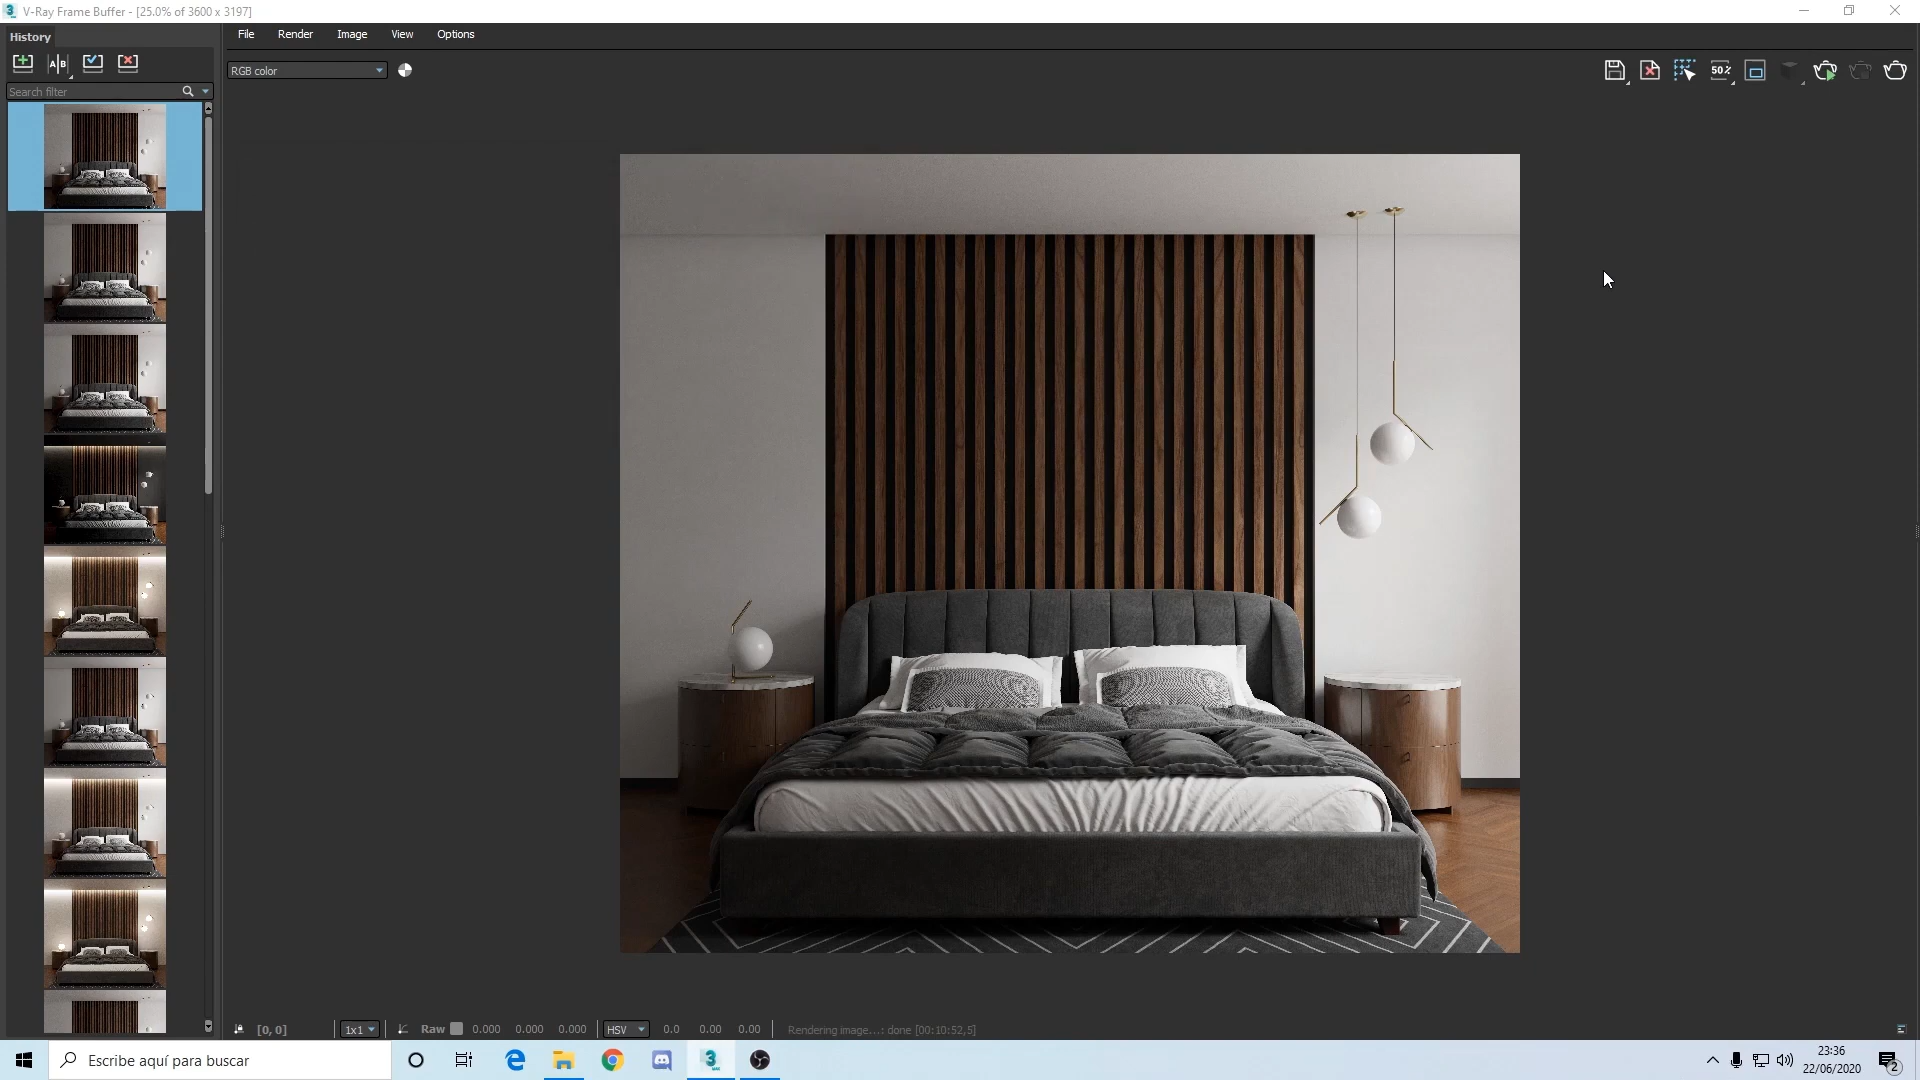 V-Ray Frame Buffer - [25.0% of 3600 x 3197]
History
File Render Image View Options
A|B
RGB color
50%
Search filter
[0, 0]
1x1
Raw 0.000 0.000 0.000
HSV 0.0 0.00 0.00
Rendering image...: done [00:10:52,5]
Escribe aquí para buscar
23:36
22/06/2020
2